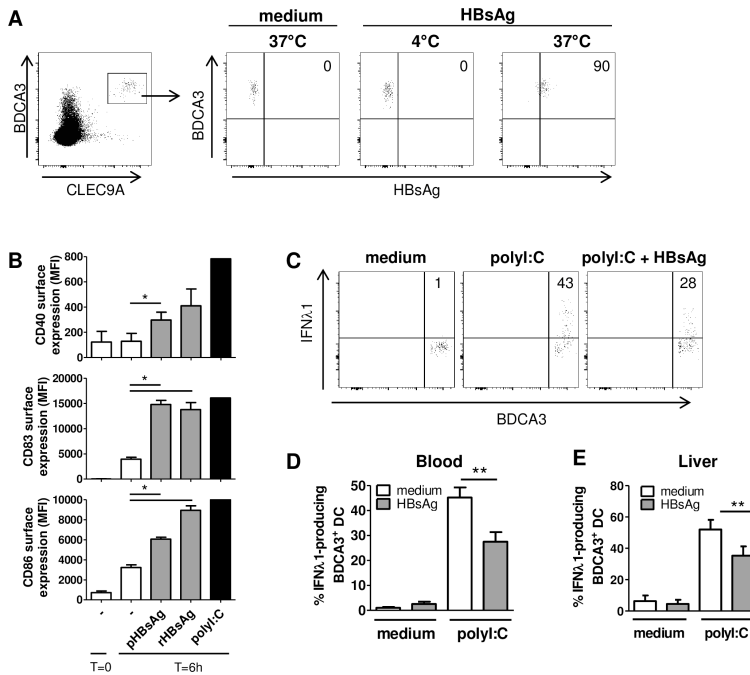 A
medium
HBsAg
37°C
4°C
37°C
0
0
90
BDCA3
BDCA3
CLEC9A
HBsAg
B
CD40 surface
expression (MFI)
800
600
400
200
0
*
CD83 surface
expression (MFI)
20000
15000
10000
5000
0
*
CD86 surface
expression (MFI)
10000
8000
6000
4000
2000
0
*
-
-
pHBsAg
rHBsAg
polyI:C
T=0
T=6h
C
medium
polyI:C
polyI:C + HBsAg
1
43
28
IFNλ1
BDCA3
D
Blood
% IFNλ1-producing
BDCA3+ DC
50
40
30
20
10
0
medium
HBsAg
**
medium
polyI:C
E
Liver
% IFNλ1-producing
BDCA3+ DC
80
60
40
20
0
medium
HBsAg
**
medium
polyI:C